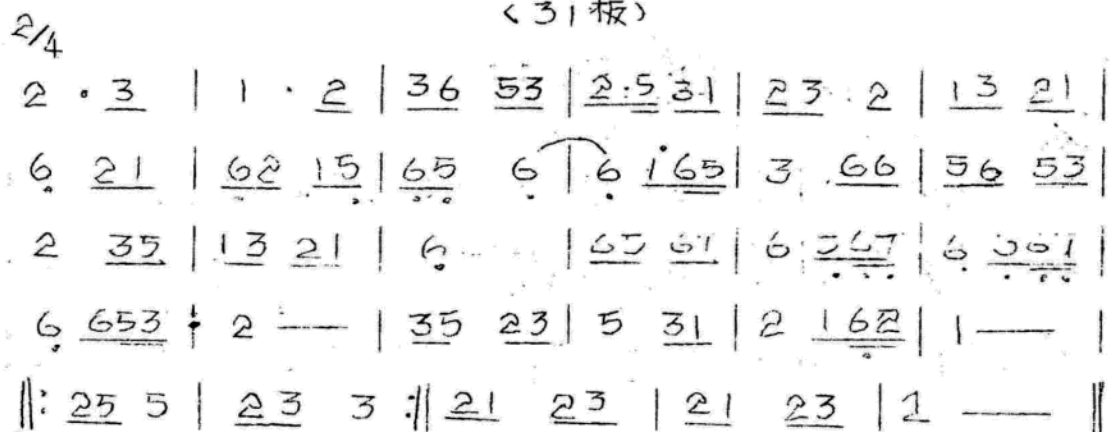 2/4
<31板>
2 · 3 | 1 · 2 | 36 53 | 2·5 31 | 23 2 | 13 21 |
6 21 | 62 15 | 65 6 | 6 165 | 3 66 | 56 53 |
2 35 | 13 21 | 6 | 65 | 6 | 6
6 653 | 2 — | 35 23 | 5 31 | 2 162 | 1 — |
‖: 25 5 | 23 3 :‖ 21 23 | 21 23 | — ‖